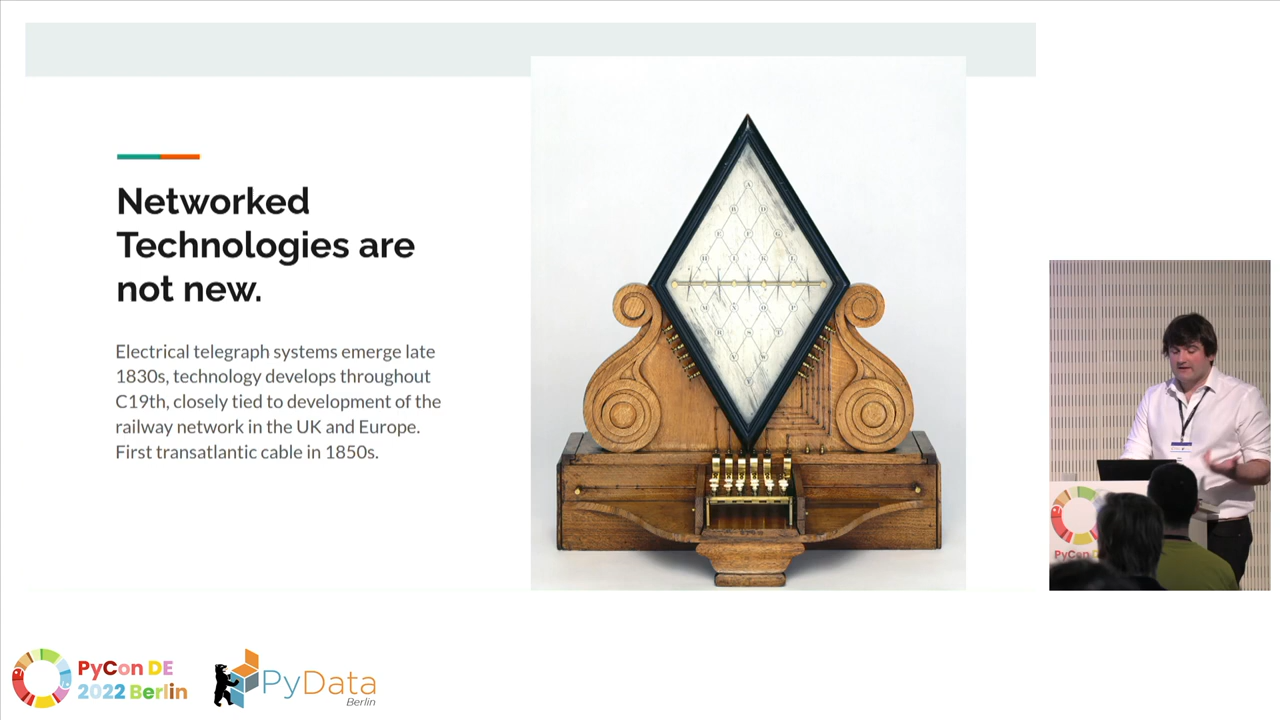 Networked
Technologies are
not new.
Electrical telegraph systems emerge late
1830s, technology develops throughout
C19th, closely tied to development of the
railway network in the UK and Europe.
First transatlantic cable in 1850s.
PyCon
PyCon DE
2022 Berlin
PyData
Berlin